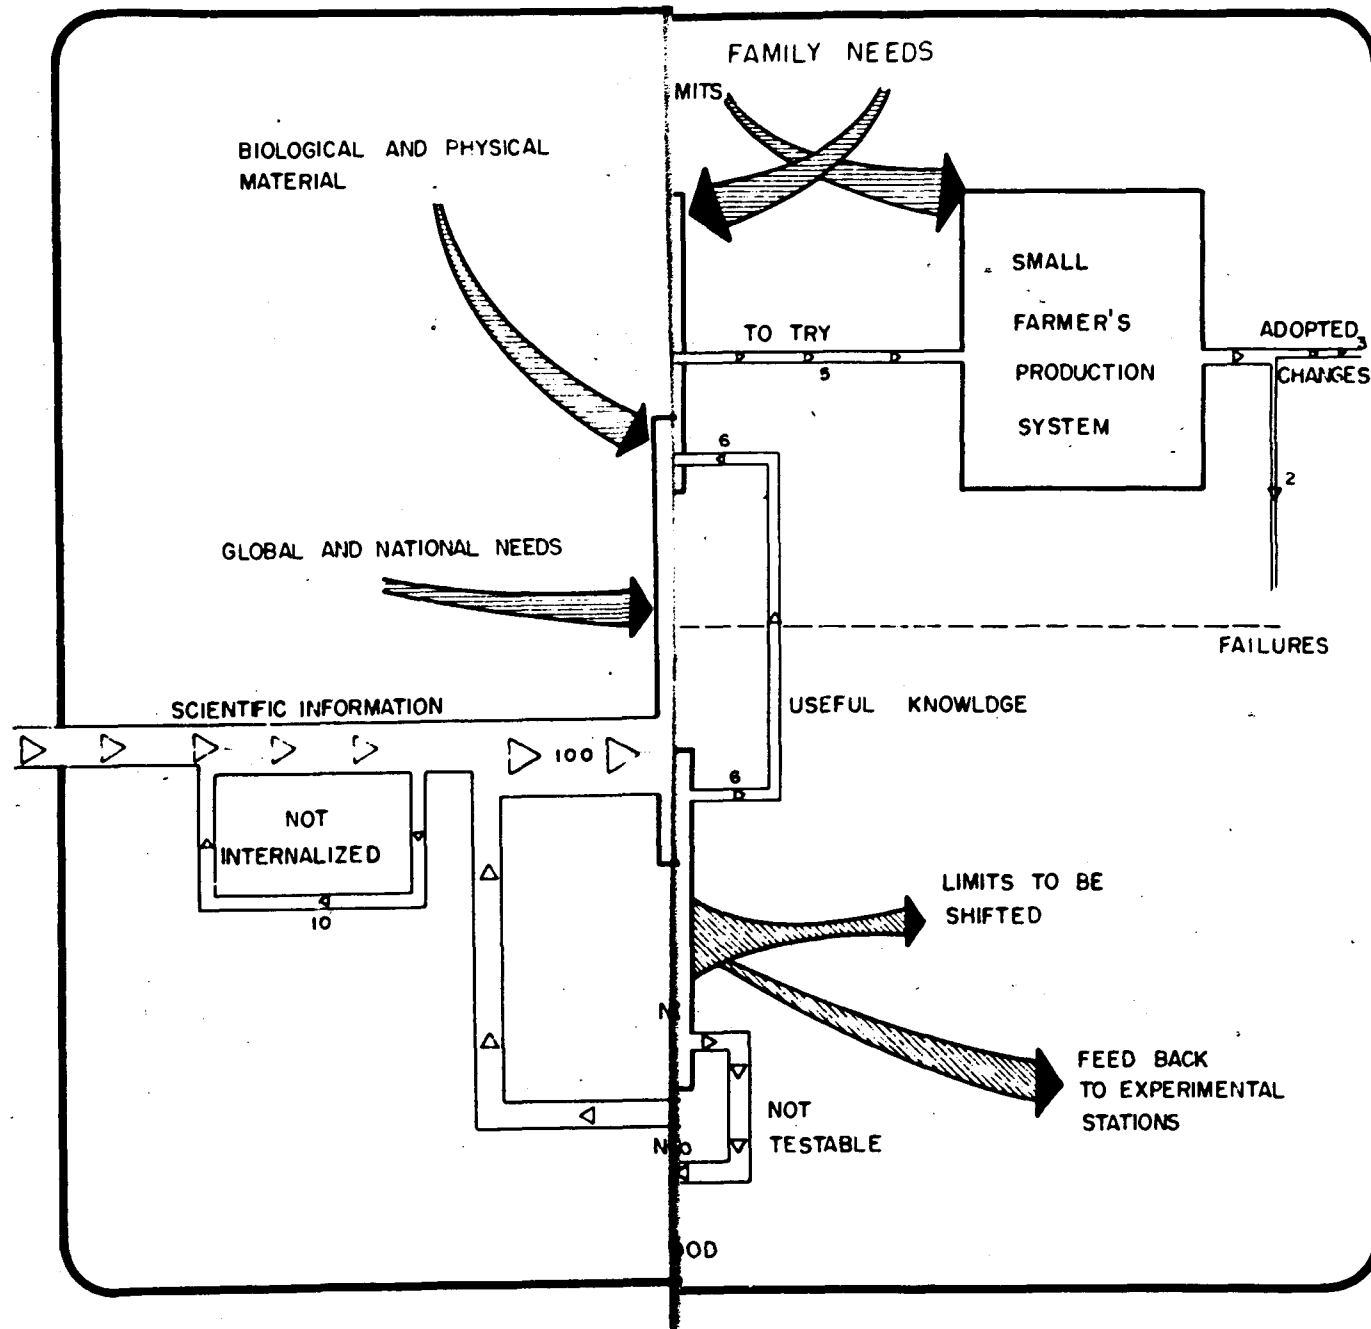 FAMILY NEEDS
MITS
BIOLOGICAL AND PHYSICAL
MATERIAL
SMALL
FARMER'S
PRODUCTION
SYSTEM
TO TRY
5
ADOPTED 3
CHANGES
6
2
GLOBAL AND NATIONAL NEEDS
FAILURES
SCIENTIFIC INFORMATION
USEFUL KNOWLDGE
100
6
NOT
INTERNALIZED
10
LIMITS TO BE
SHIFTED
FEED BACK
TO EXPERIMENTAL
STATIONS
NOT
TESTABLE